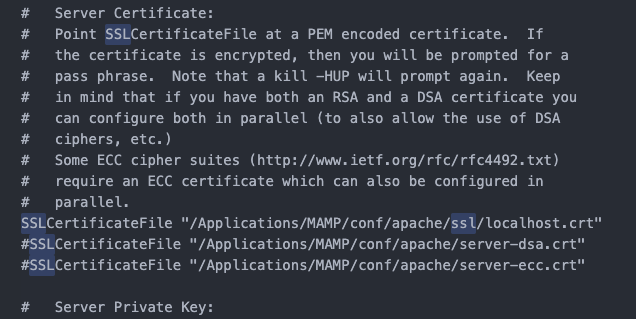 #   Server Certificate:
#   Point SSLCertificateFile at a PEM encoded certificate.  If
#   the certificate is encrypted, then you will be prompted for a
#   pass phrase.  Note that a kill -HUP will prompt again.  Keep
#   in mind that if you have both an RSA and a DSA certificate you
#   can configure both in parallel (to also allow the use of DSA
#   ciphers, etc.)
#   Some ECC cipher suites (http://www.ietf.org/rfc/rfc4492.txt)
#   require an ECC certificate which can also be configured in
#   parallel.
SSLCertificateFile "/Applications/MAMP/conf/apache/ssl/localhost.crt"
#SSLCertificateFile "/Applications/MAMP/conf/apache/server-dsa.crt"
#SSLCertificateFile "/Applications/MAMP/conf/apache/server-ecc.crt"
#   Server Private Key: